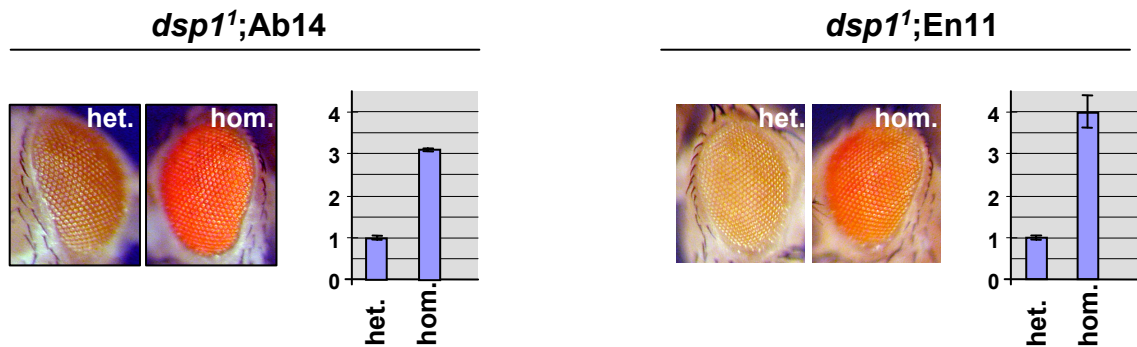 dsp1¹;Ab14
het.
hom.
4
3
2
1
0
het.
hom.
dsp1¹;En11
het.
hom.
4
3
2
1
0
het.
hom.